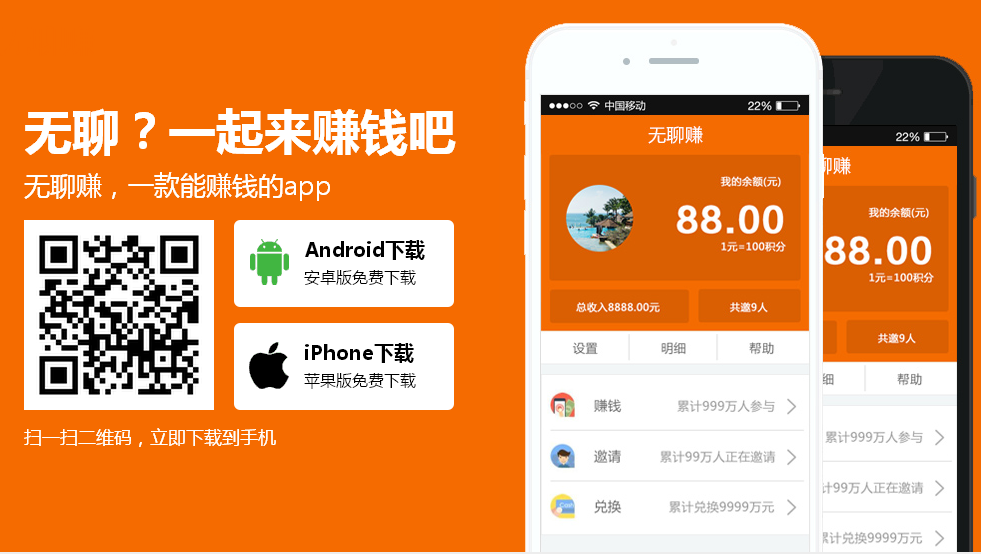 无聊？一起来赚钱吧
无聊赚，一款能赚钱的app
Android下载
安卓版免费下载
iPhone下载
苹果版免费下载
扫一扫二维码，立即下载到手机
中国移动
22%
无聊赚
我的余额(元)
88.00
1元=100积分
总收入8888.00元
共邀9人
设置
明细
帮助
赚钱
累计999万人参与
邀请
累计99万人正在邀请
兑换
累计兑换9999万元
22%
聊赚
我的余额(元)
88.00
1元=100积分
共邀9人
细
帮助
累计999万人参与
计99万人正在邀请
累计兑换9999万元